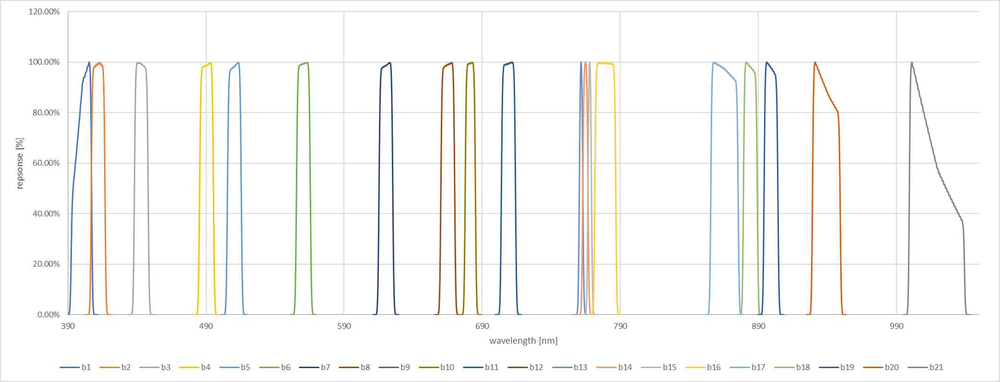 120.00%
100.00%
80.00%
60.00%
40.00%
20.00%
0.00%
repsonse [%]
390 490 590 690 790 890 990
wavelength [nm]
b1 b2 b3 b4 b5 b6 b7 b8 b9 b10 b11 b12 b13 b14 b15 b16 b17 b18 b19 b20 b21